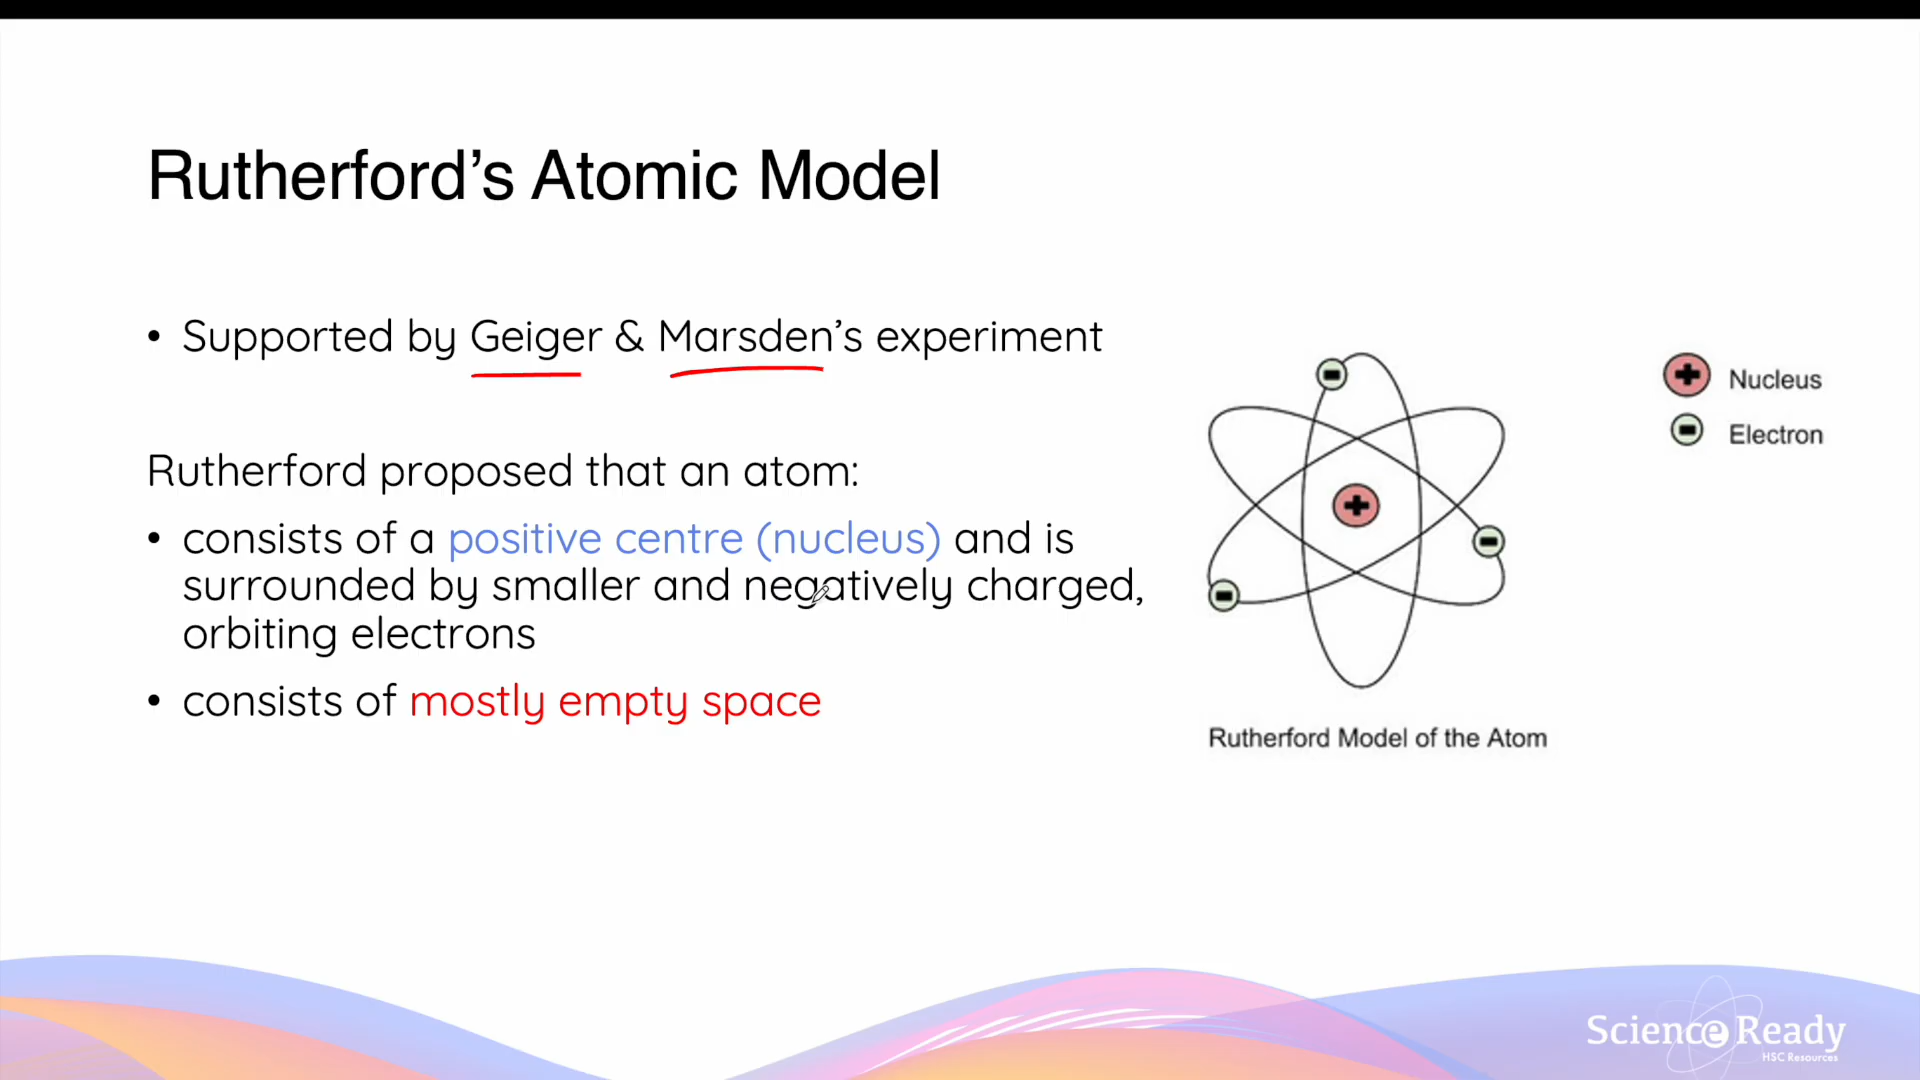 Rutherford’s Atomic Model
• Supported by Geiger & Marsden’s experiment
Rutherford proposed that an atom:
• consists of a positive centre (nucleus) and is
surrounded by smaller and negatively charged,
orbiting electrons
• consists of mostly empty space
Nucleus
Electron
Rutherford Model of the Atom
Science Ready
HSC Resources